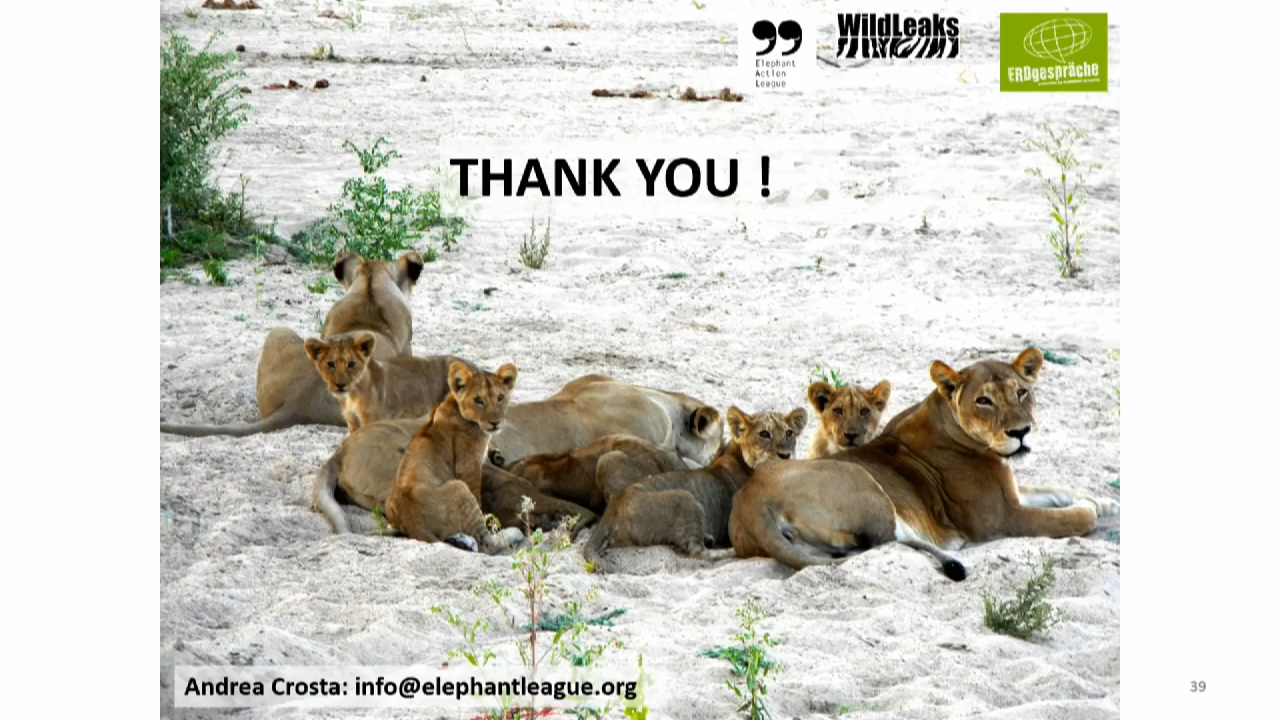 Elephant
Action
League
WildLeaks
ERDgespräche
THANK YOU !
Andrea Crosta: info@elephantleague.org
39